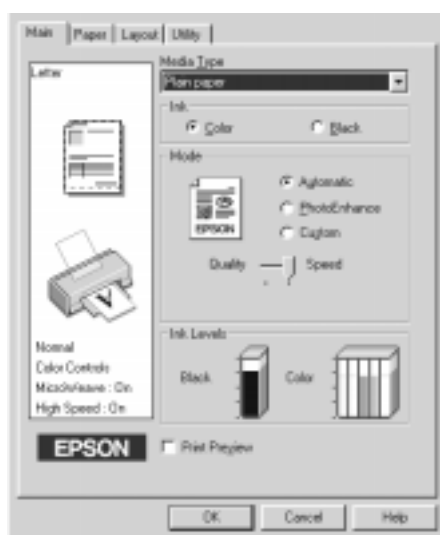 Main Paper Layout Utility
Letter
Media Type
Plain paper
Ink
Color Black
Mode
EPSON
Automatic
PhotoEnhance
Custom
Quality Speed
Normal
Color Controls
MicroWeave : On
High Speed : On
Ink Levels
Black Color
EPSON
Print Preview
OK Cancel Help